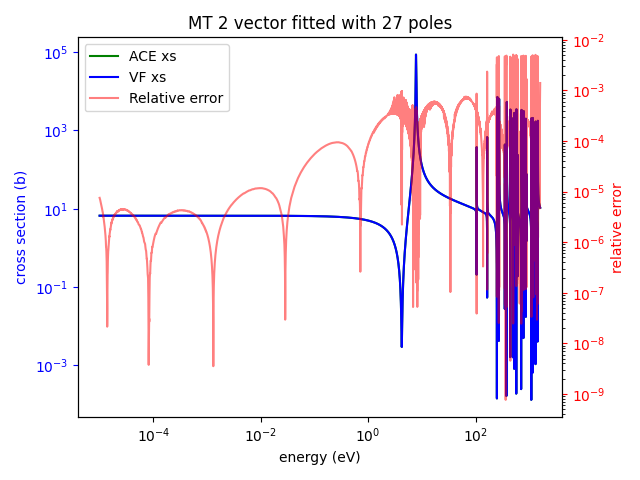 MT 2 vector fitted with 27 poles
ACE xs
VF xs
Relative error
cross section (b)
10^5
10^3
10^1
10^-1
10^-3
10^-2
10^-3
10^-4
10^-5
10^-6
10^-7
10^-8
10^-9
relative error
10^-4
10^-2
10^0
10^2
energy (eV)